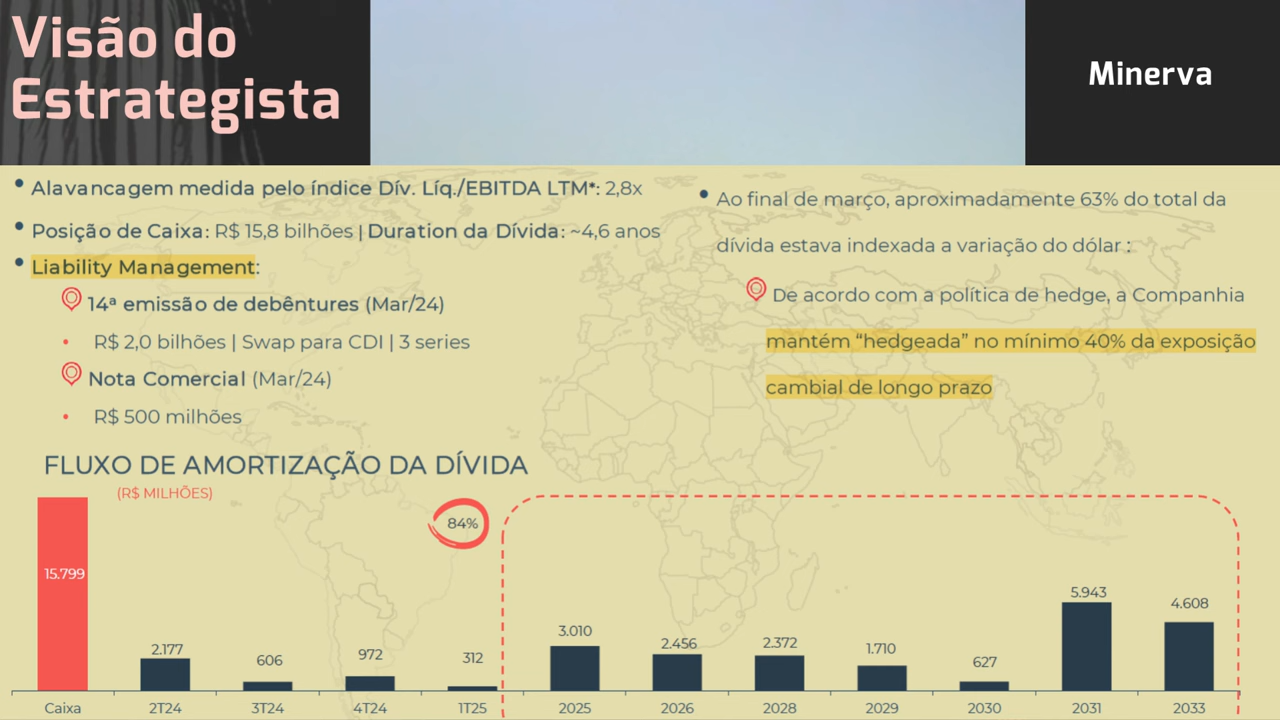 Visão do
Estrategista
Minerva
• Alavancagem medida pelo índice Dív. Líq./EBITDA LTM*: 2,8x
• Posição de Caixa: R$ 15,8 bilhões | Duration da Dívida: ~4,6 anos
• Liability Management:
14ª emissão de debêntures (Mar/24)
• R$ 2,0 bilhões | Swap para CDI | 3 series
Nota Comercial (Mar/24)
• R$ 500 milhões
• Ao final de março, aproximadamente 63% do total da
dívida estava indexada a variação do dólar :
De acordo com a política de hedge, a Companhia
mantém “hedgeada” no mínimo 40% da exposição
cambial de longo prazo
FLUXO DE AMORTIZAÇÃO DA DÍVIDA
(R$ MILHÕES)
84%
15.799
2.177
606
972
312
3.010
2.456
2.372
1.710
627
5.943
4.608
Caixa
2T24
3T24
4T24
1T25
2025
2026
2028
2029
2030
2031
2033